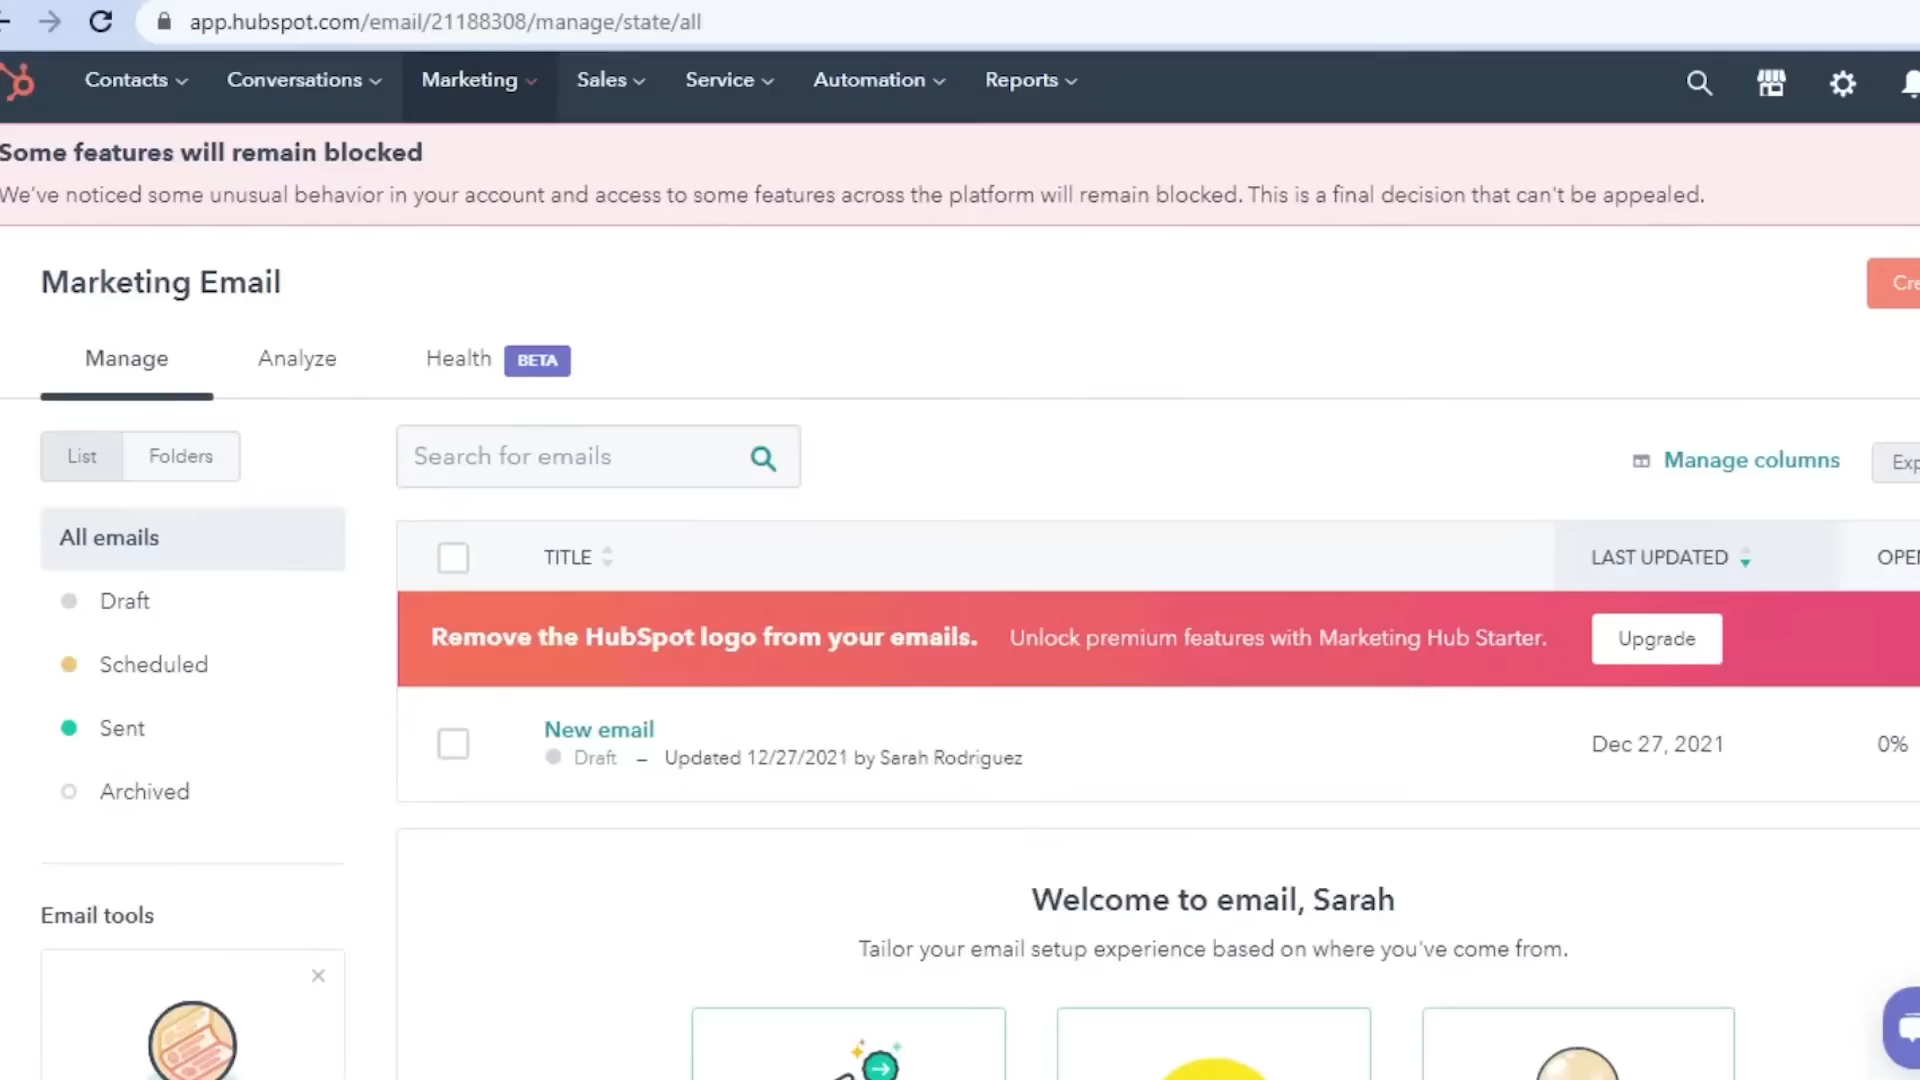 app.hubspot.com/email/21188308/manage/state/all
Contacts Conversations Marketing Sales Service Automation Reports
Some features will remain blocked
We've noticed some unusual behavior in your account and access to some features across the platform will remain blocked. This is a final decision that can't be appealed.
Marketing Email
Cre
Manage Analyze Health BETA
List Folders
Search for emails
Manage columns
Exp
All emails
TITLE
LAST UPDATED
OPEN
Draft
Remove the HubSpot logo from your emails. Unlock premium features with Marketing Hub Starter. Upgrade
Scheduled
Sent
New email
Draft – Updated 12/27/2021 by Sarah Rodriguez
Dec 27, 2021
0%
Archived
Email tools
Welcome to email, Sarah
Tailor your email setup experience based on where you've come from.